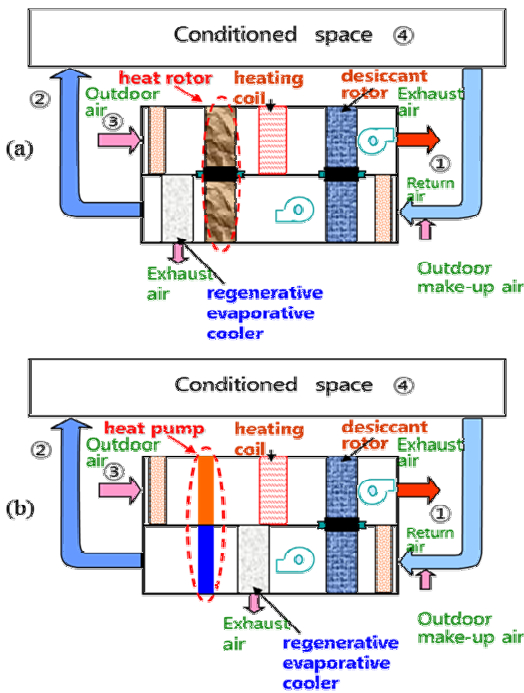 Conditioned space ④
heat rotor
heating
coil
desiccant
rotor
②
Outdoor
air
③
Exhaust
air
(a)
①
Return
air
Exhaust
air
Outdoor
make-up air
regenerative
evaporative
cooler
Conditioned space ④
heat pump
heating
coil
desiccant
rotor
②
Outdoor
air
③
Exhaust
air
(b)
①
Return
air
Exhaust
air
Outdoor
make-up air
regenerative
evaporative
cooler